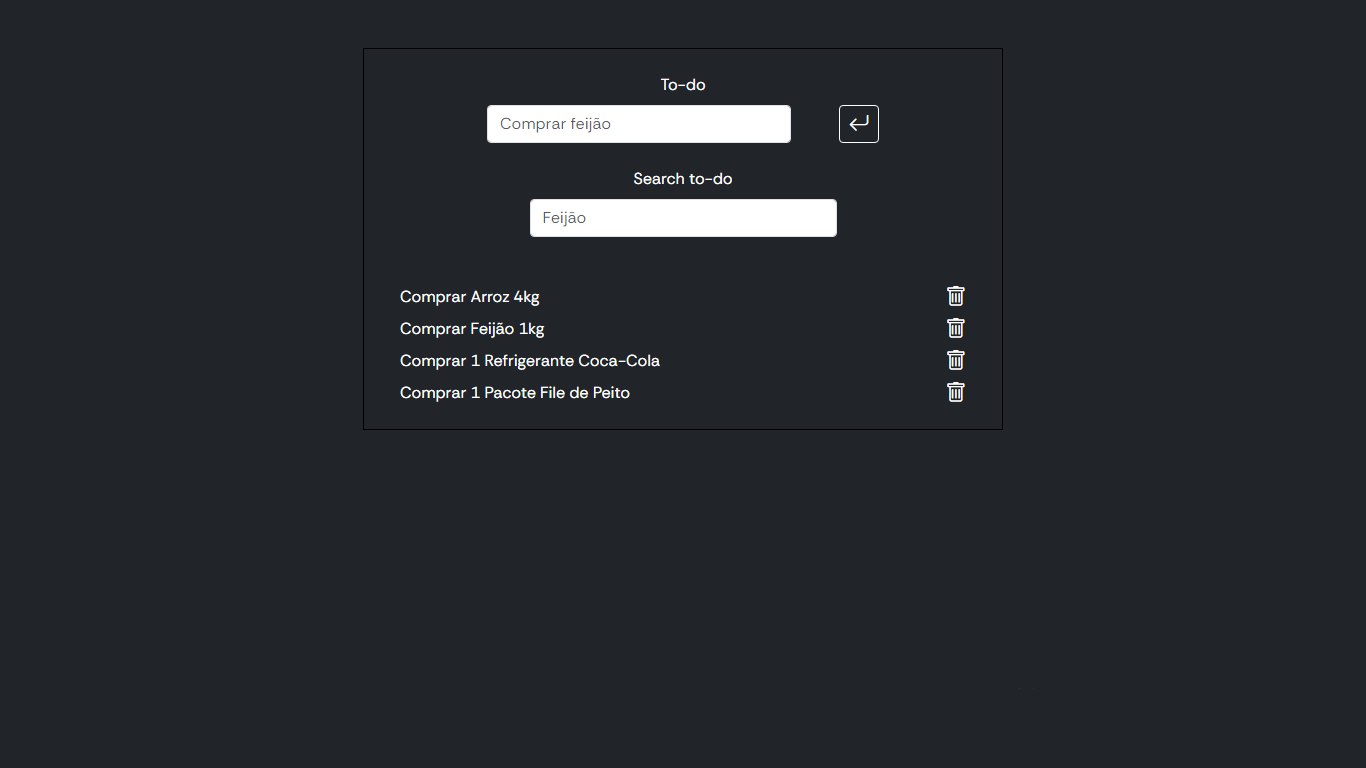 To-do
Comprar feijão
Search to-do
Feijão
Comprar Arroz 4kg
Comprar Feijão 1kg
Comprar 1 Refrigerante Coca-Cola
Comprar 1 Pacote File de Peito